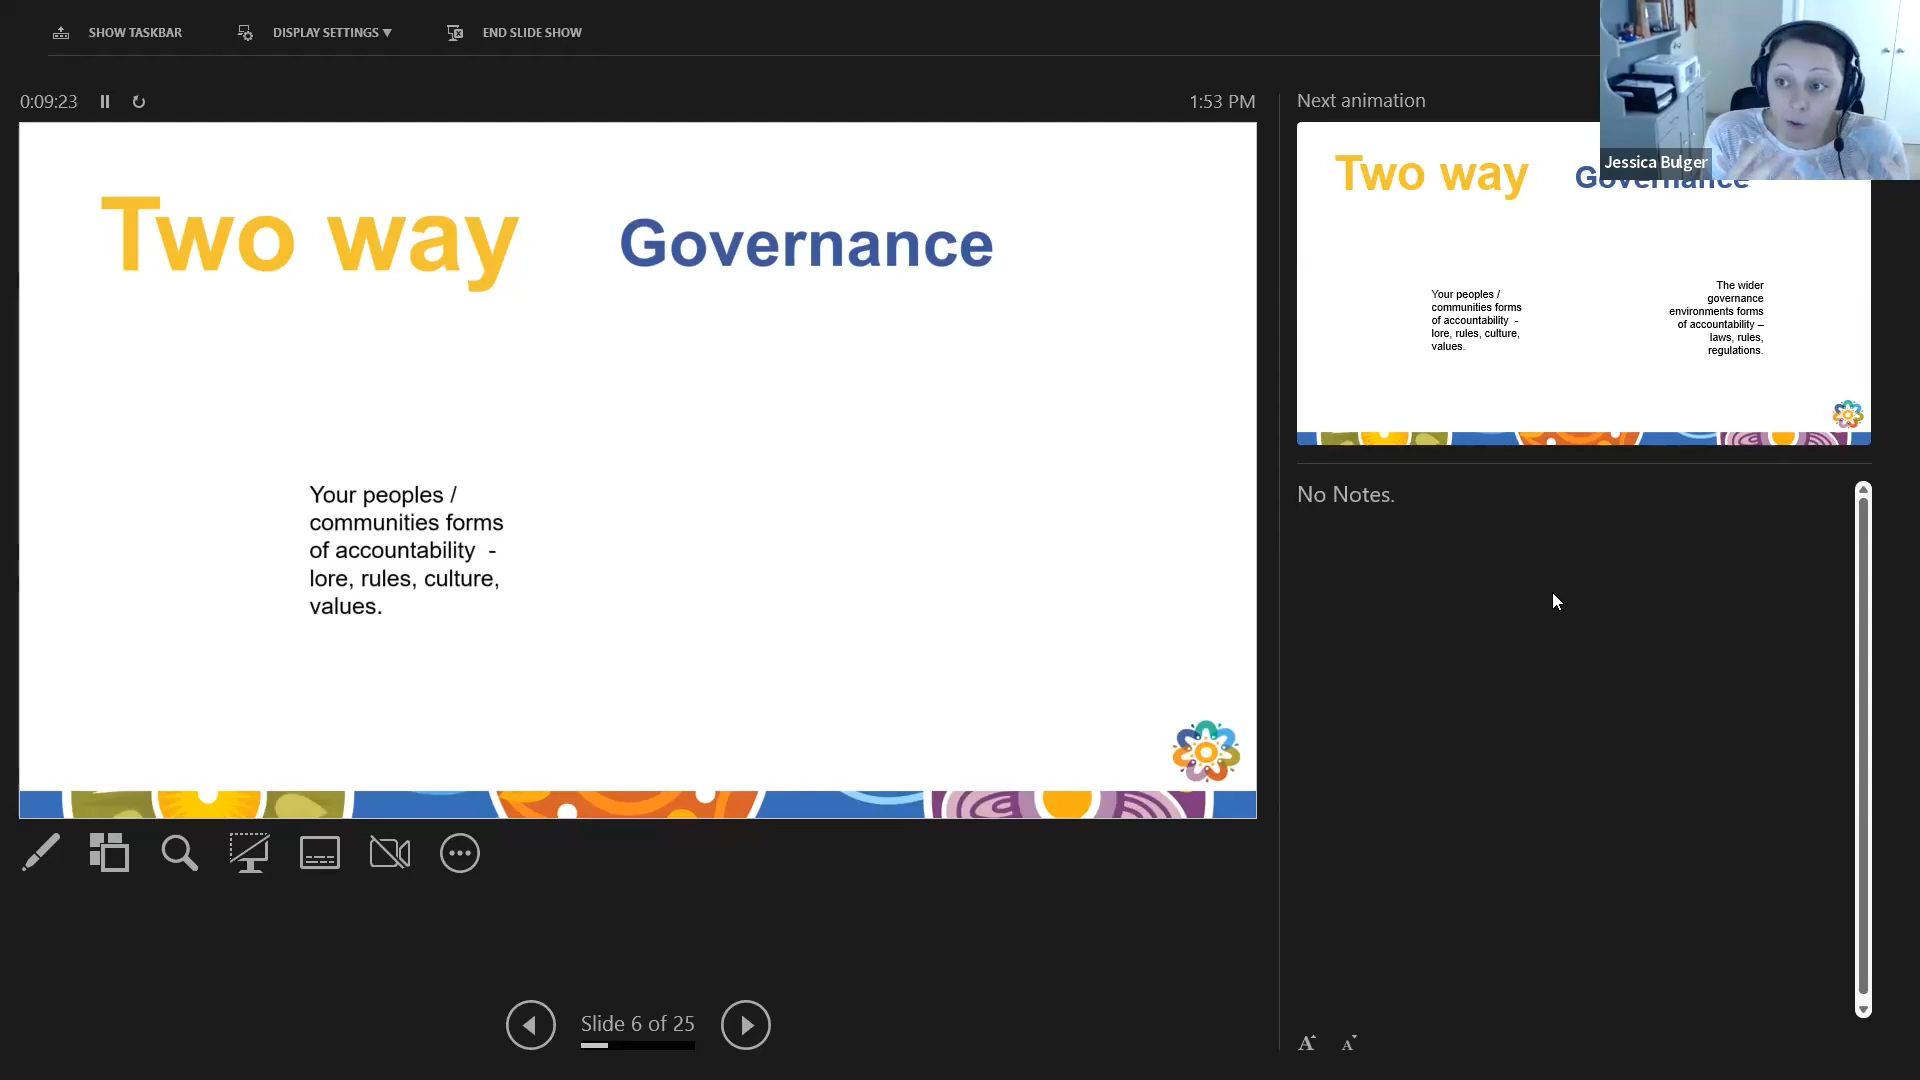 SHOW TASKBAR
DISPLAY SETTINGS ▼
END SLIDE SHOW
0:09:23
1:53 PM
Two way Governance
Your peoples /
communities forms
of accountability  -
lore, rules, culture,
values.
Slide 6 of 25
Next animation
Jessica Bulger
Two way Governance
Your peoples /
communities forms
of accountability  -
lore, rules, culture,
values.
The wider
governance
environments forms
of accountability –
laws, rules,
regulations.
No Notes.
A A